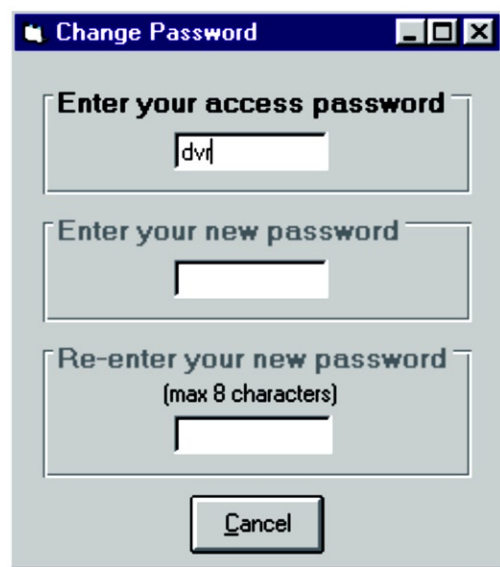 Change Password
Enter your access password
dvr
Enter your new password
Re-enter your new password
(max 8 characters)
Cancel